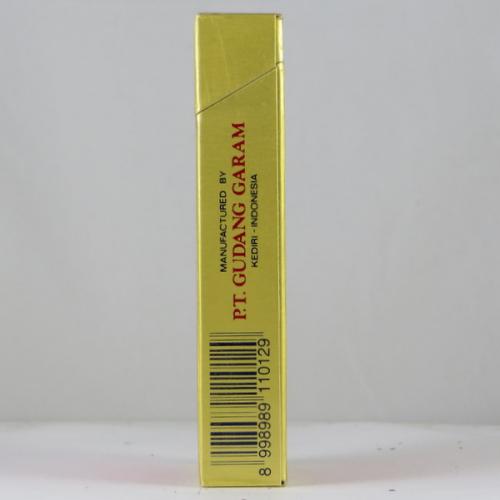 MANUFACTURED BY
P.T. GUDANG GARAM
KEDIRI - INDONESIA
8 998989 110129